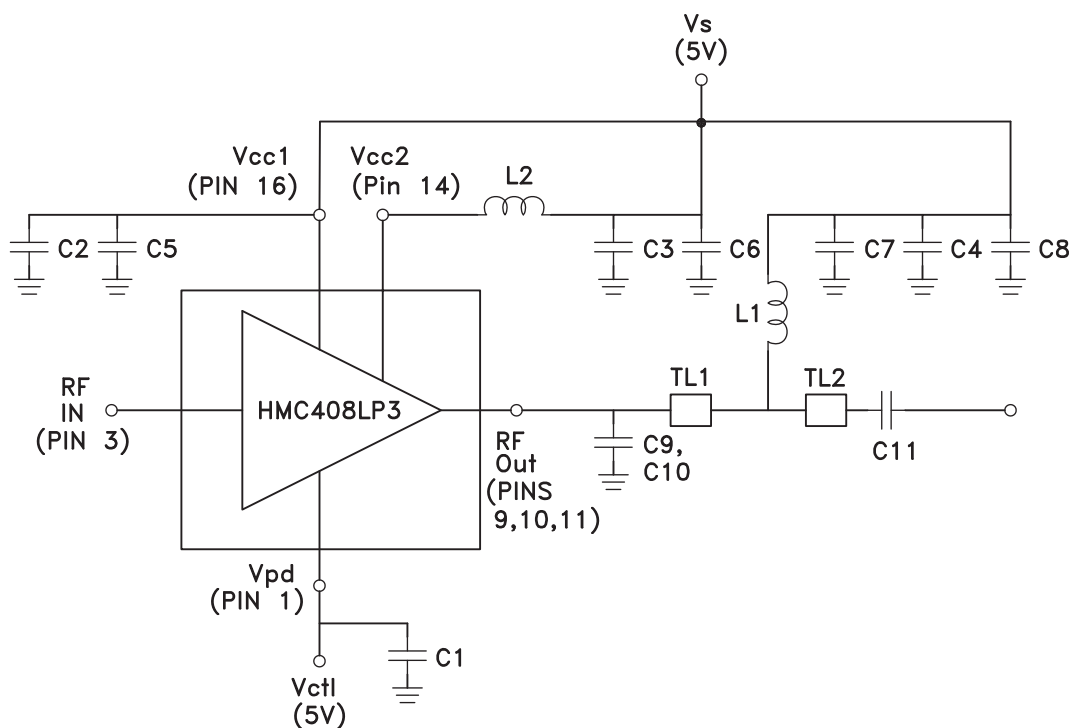 Vs
(5V)
Vcc1
(PIN 16)
Vcc2
(Pin 14)
L2
C2
C5
C3
C6
C7
C4
C8
L1
RF
IN
(PIN 3)
HMC408LP3
TL1
TL2
RF
Out
(PINS
9,10,11)
C9,
C10
C11
Vpd
(PIN 1)
C1
Vctl
(5V)